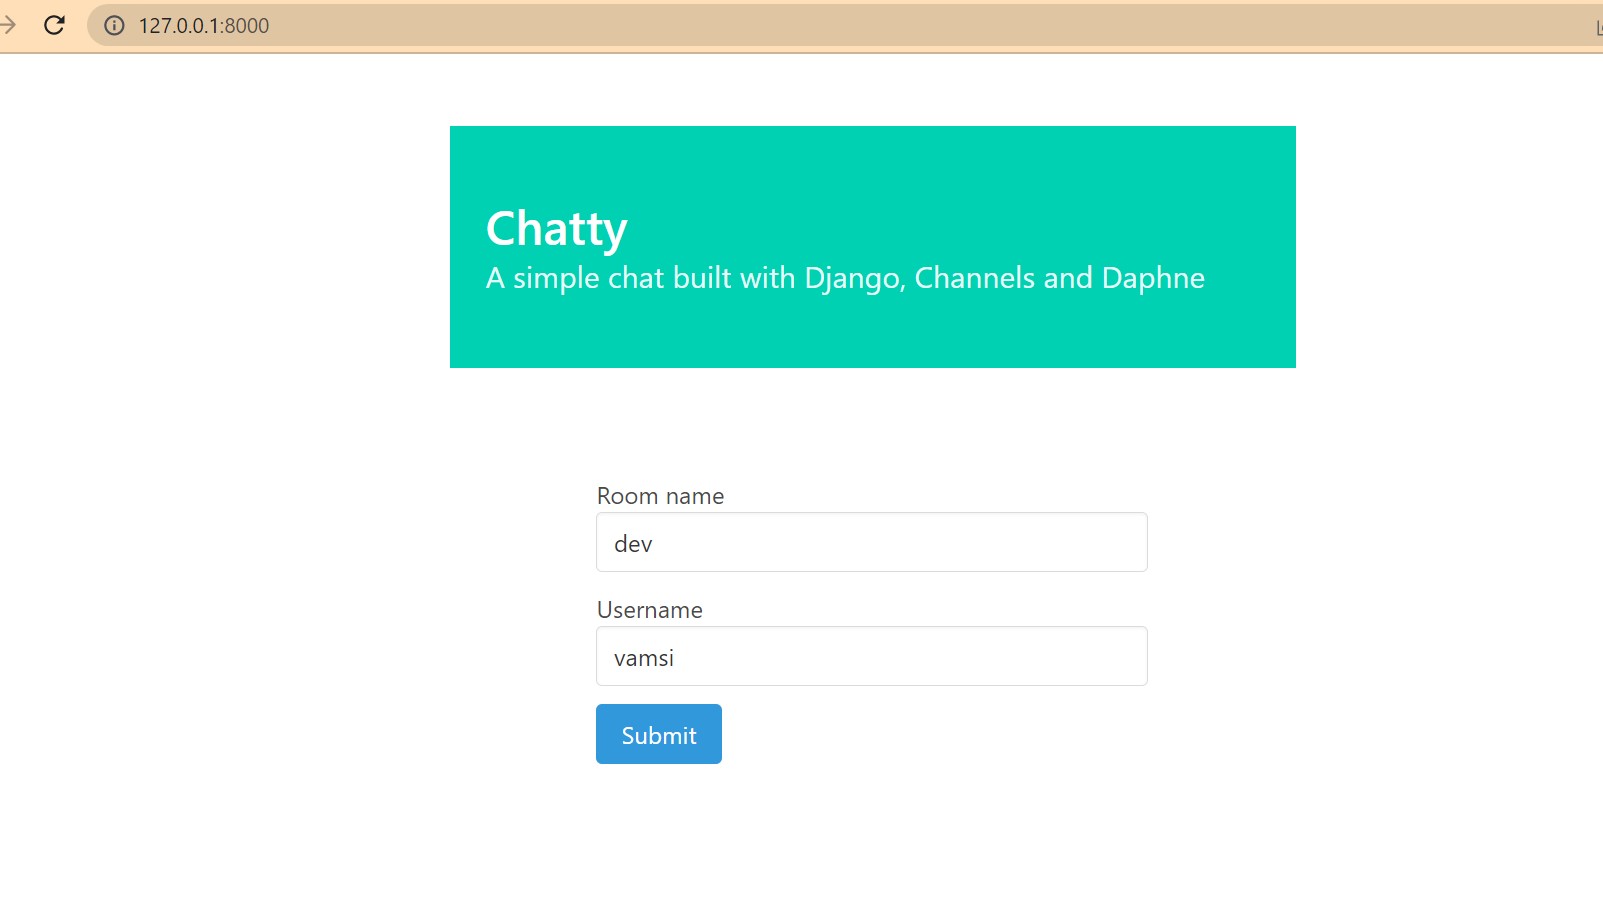 127.0.0.1:8000
Chatty
A simple chat built with Django, Channels and Daphne
Room name
dev
Username
vamsi
Submit